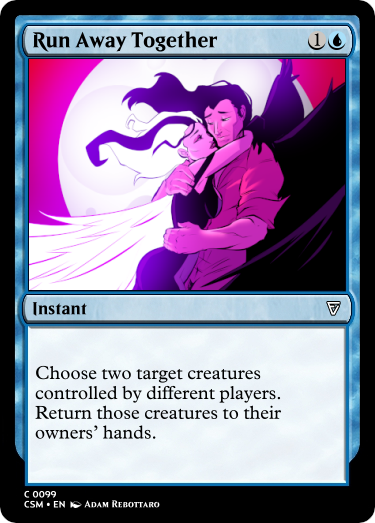 Run Away Together 1
Instant
Choose two target creatures
controlled by different players.
Return those creatures to their
owners' hands.
C 0099
CSM • EN Adam Rebottaro